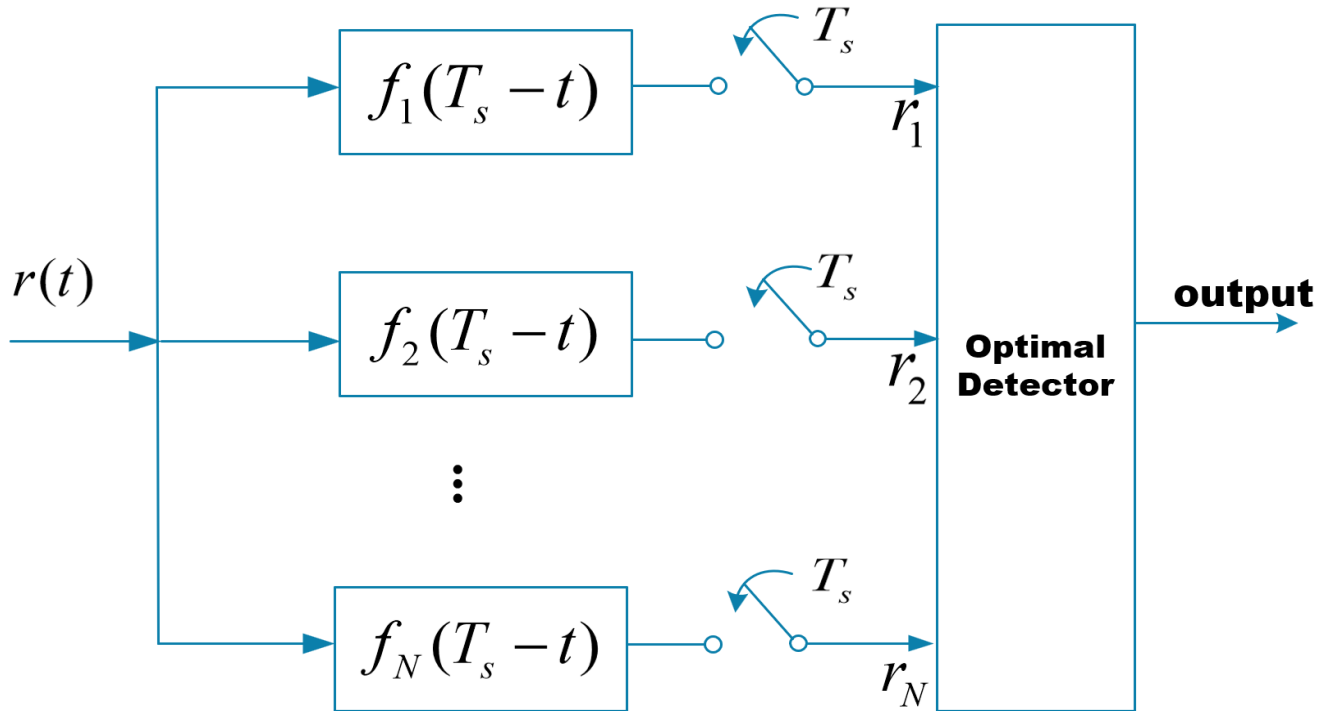 T_s
f_1(T_s − t)
r_1
r(t)
T_s
f_2(T_s − t)
r_2
output
Optimal
Detector
⋮
T_s
f_N(T_s − t)
r_N